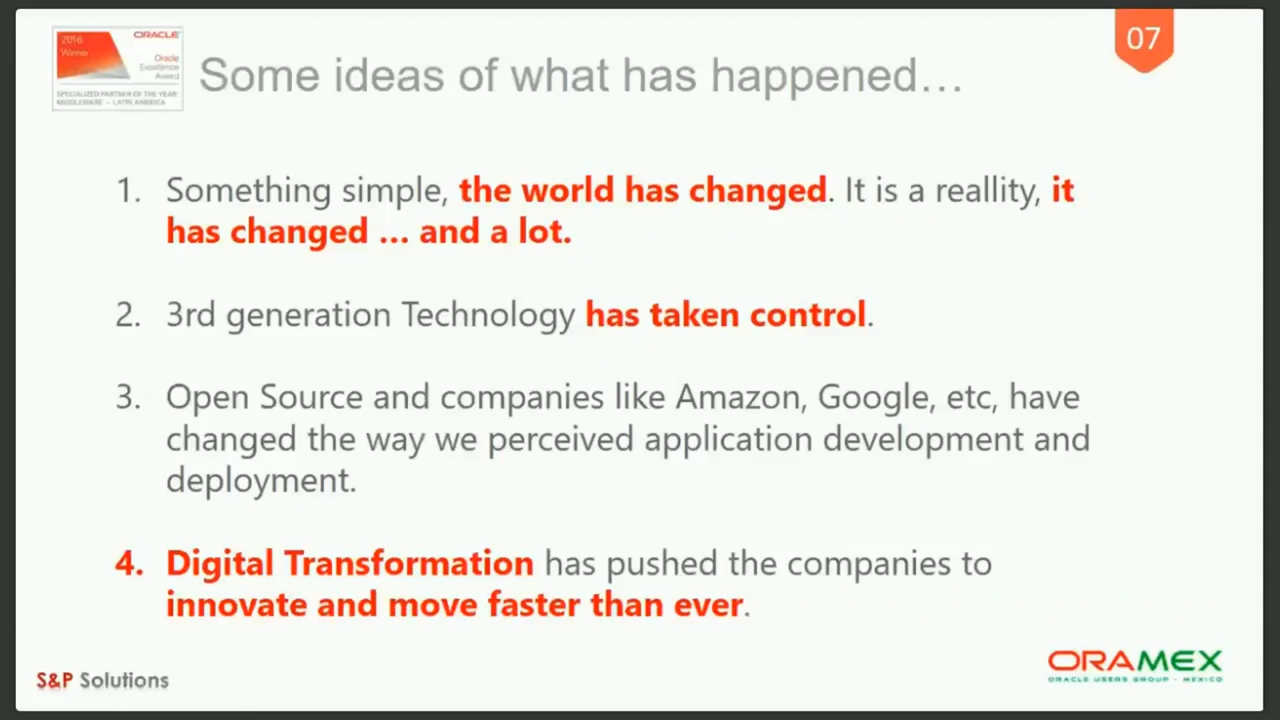 2016
Winner
ORACLE
Oracle
Excellence
Award
SPECIALIZED PARTNER OF THE YEAR
MIDDLEWARE - LATIN AMERICA
Some ideas of what has happened…
07
1. Something simple, the world has changed. It is a reallity, it
has changed … and a lot.
2. 3rd generation Technology has taken control.
3. Open Source and companies like Amazon, Google, etc, have
changed the way we perceived application development and
deployment.
4. Digital Transformation has pushed the companies to
innovate and move faster than ever.
S&P Solutions
ORAMEX
ORACLE USERS GROUP - MEXICO